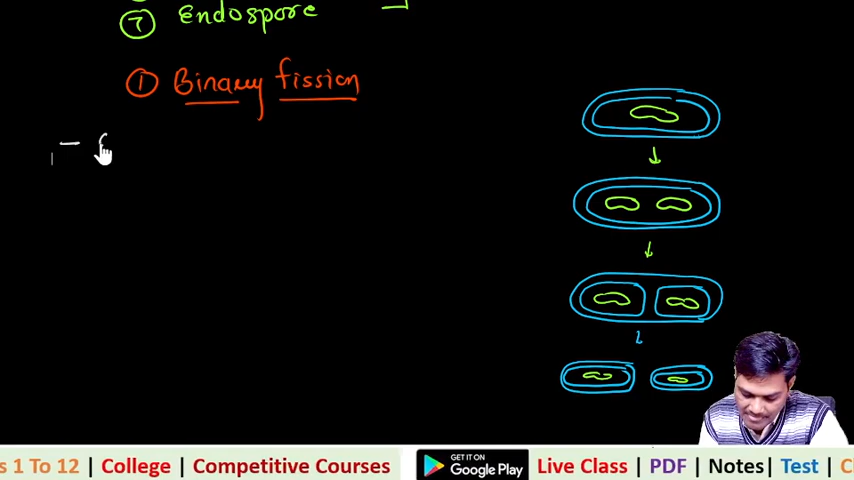 ⑦ Endospore
① Binary fission
s 1 To 12 | College | Competitive Courses
GET IT ON
Google Play
Live Class | PDF | Notes | Test | C